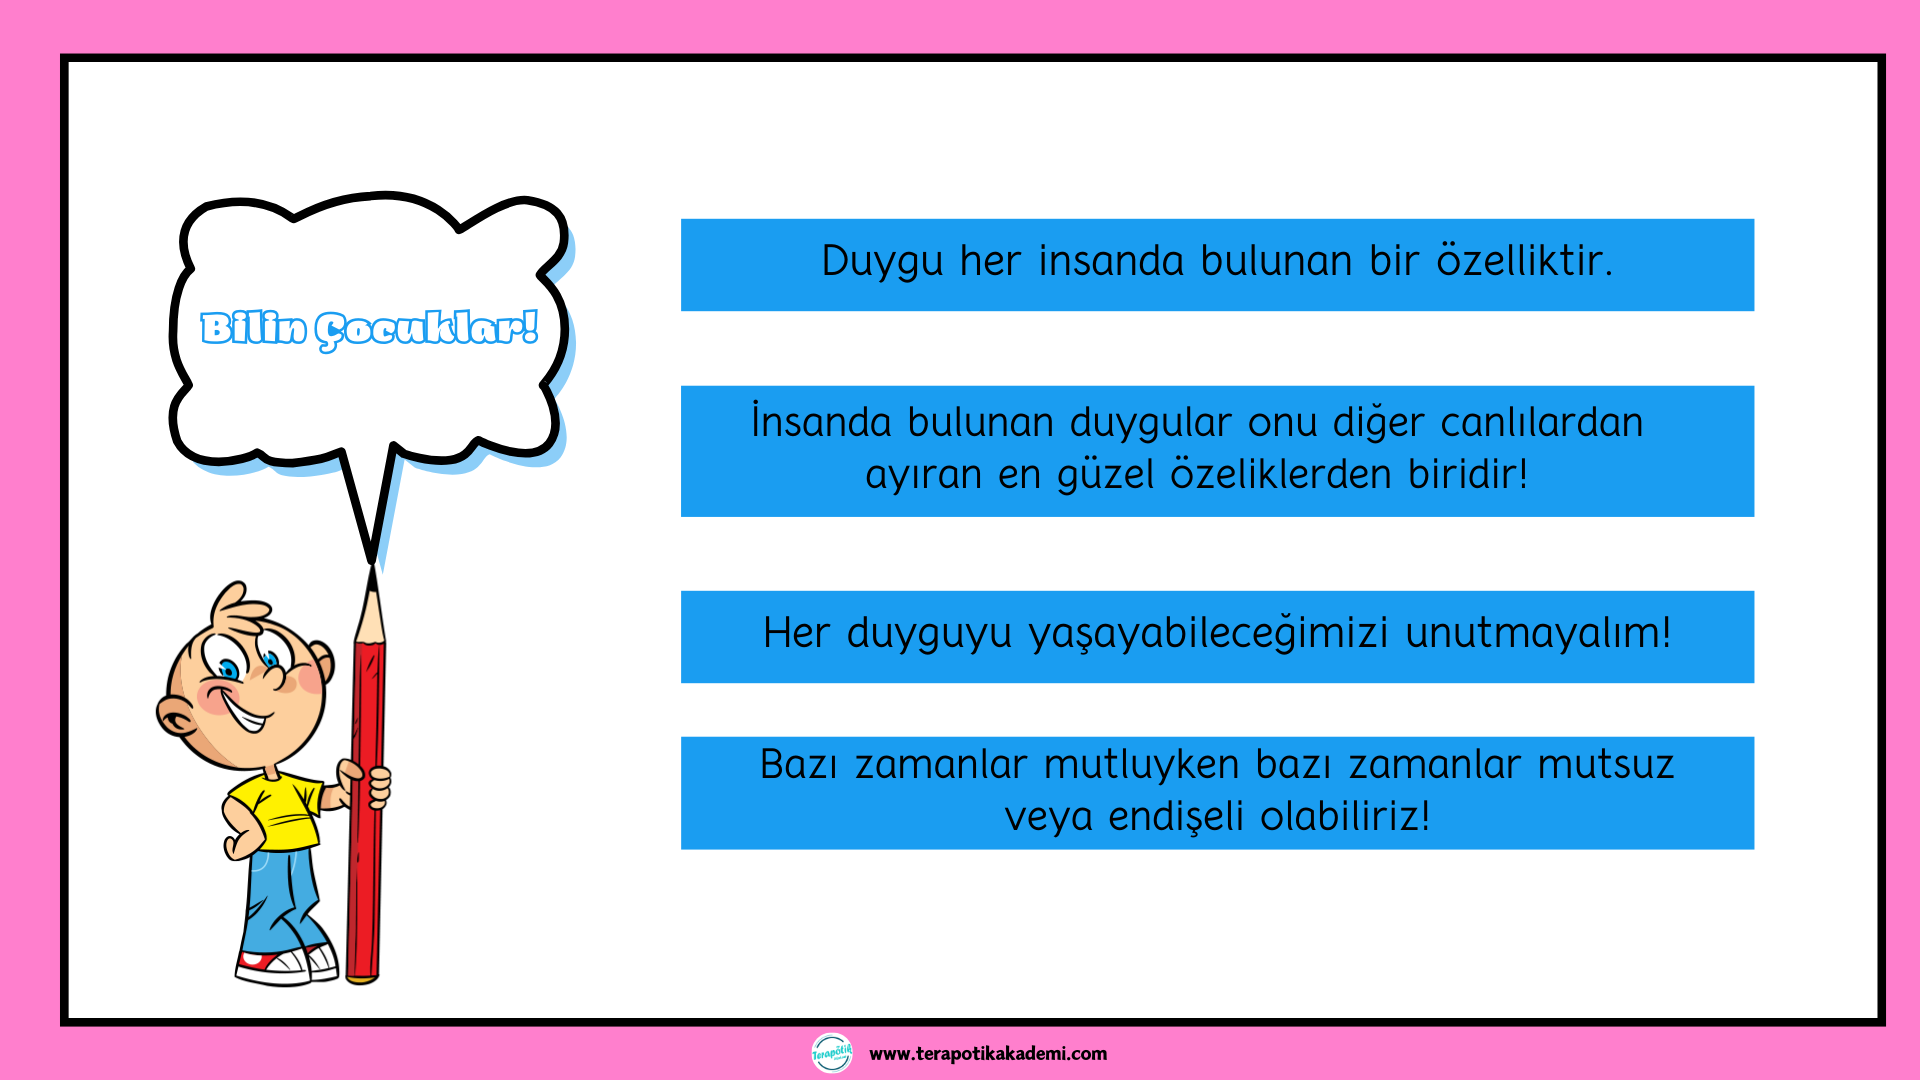 Bilin Çocuklar!
Duygu her insanda bulunan bir özelliktir.
İnsanda bulunan duygular onu diğer canlılardan
ayıran en güzel özeliklerden biridir!
Her duyguyu yaşayabileceğimizi unutmayalım!
Bazı zamanlar mutluyken bazı zamanlar mutsuz
veya endişeli olabiliriz!
Terapötik
www.terapotikakademi.com